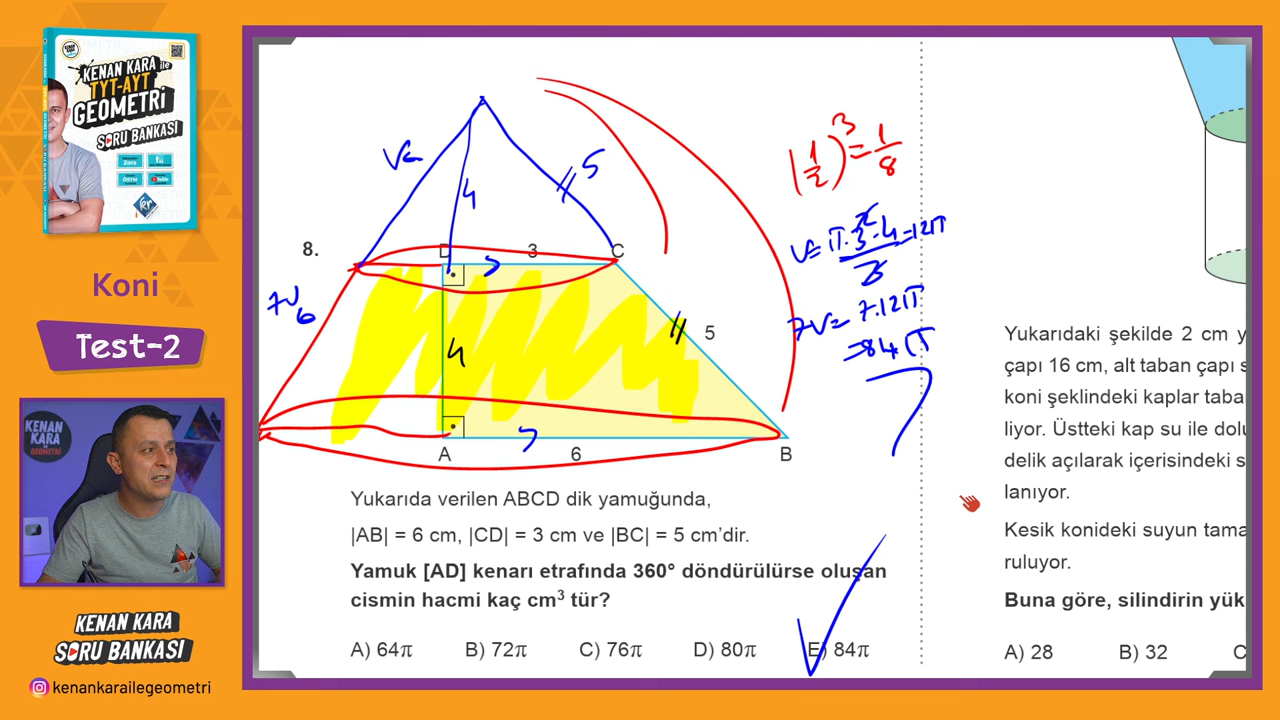 KENAN KARA ile
TYT-AYT
GEOMETRİ
SORU BANKASI
Koni
Test-2
KENAN
KARA
KENAN KARA
SORU BANKASI
kenankarailegeometri
8.
D
3
C
4
5
4
5
A
6
B
7V
(1/2)³=1/8
V=π.3².4/3=12π
7V=7.12π
=84π
Yukarıda verilen ABCD dik yamuğunda,
|AB| = 6 cm, |CD| = 3 cm ve |BC| = 5 cm'dir.
Yamuk [AD] kenarı etrafında 360° döndürülürse oluşan
cismin hacmi kaç cm³ tür?
A) 64π B) 72π C) 76π D) 80π E) 84π
Yukarıdaki şekilde 2 cm y
çapı 16 cm, alt taban çapı s
koni şeklindeki kaplar taba
liyor. Üstteki kap su ile dolu
delik açılarak içerisindeki s
lanıyor.
Kesik konideki suyun tama
ruluyor.
Buna göre, silindirin yük
A) 28 B) 32 C